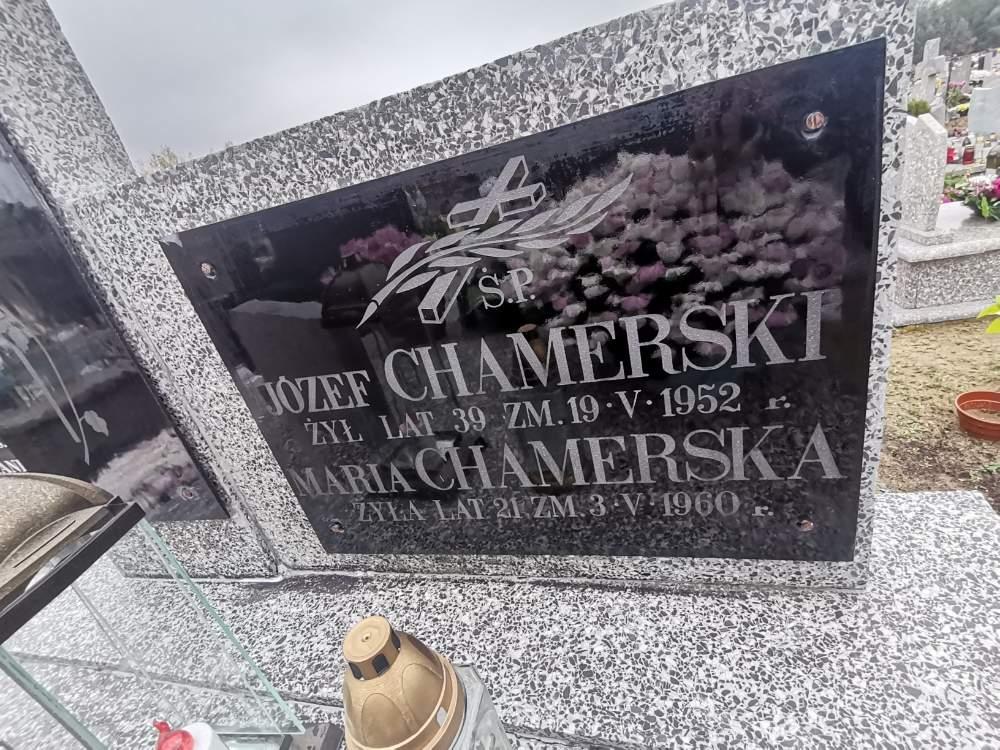 Ś.P.
JÓZEF CHAMERSKI
ŻYŁ LAT 39 ZM. 19·V·1952 r.
MARIA CHAMERSKA
ŻYŁA LAT 21 ZM. 3·V·1960 r.